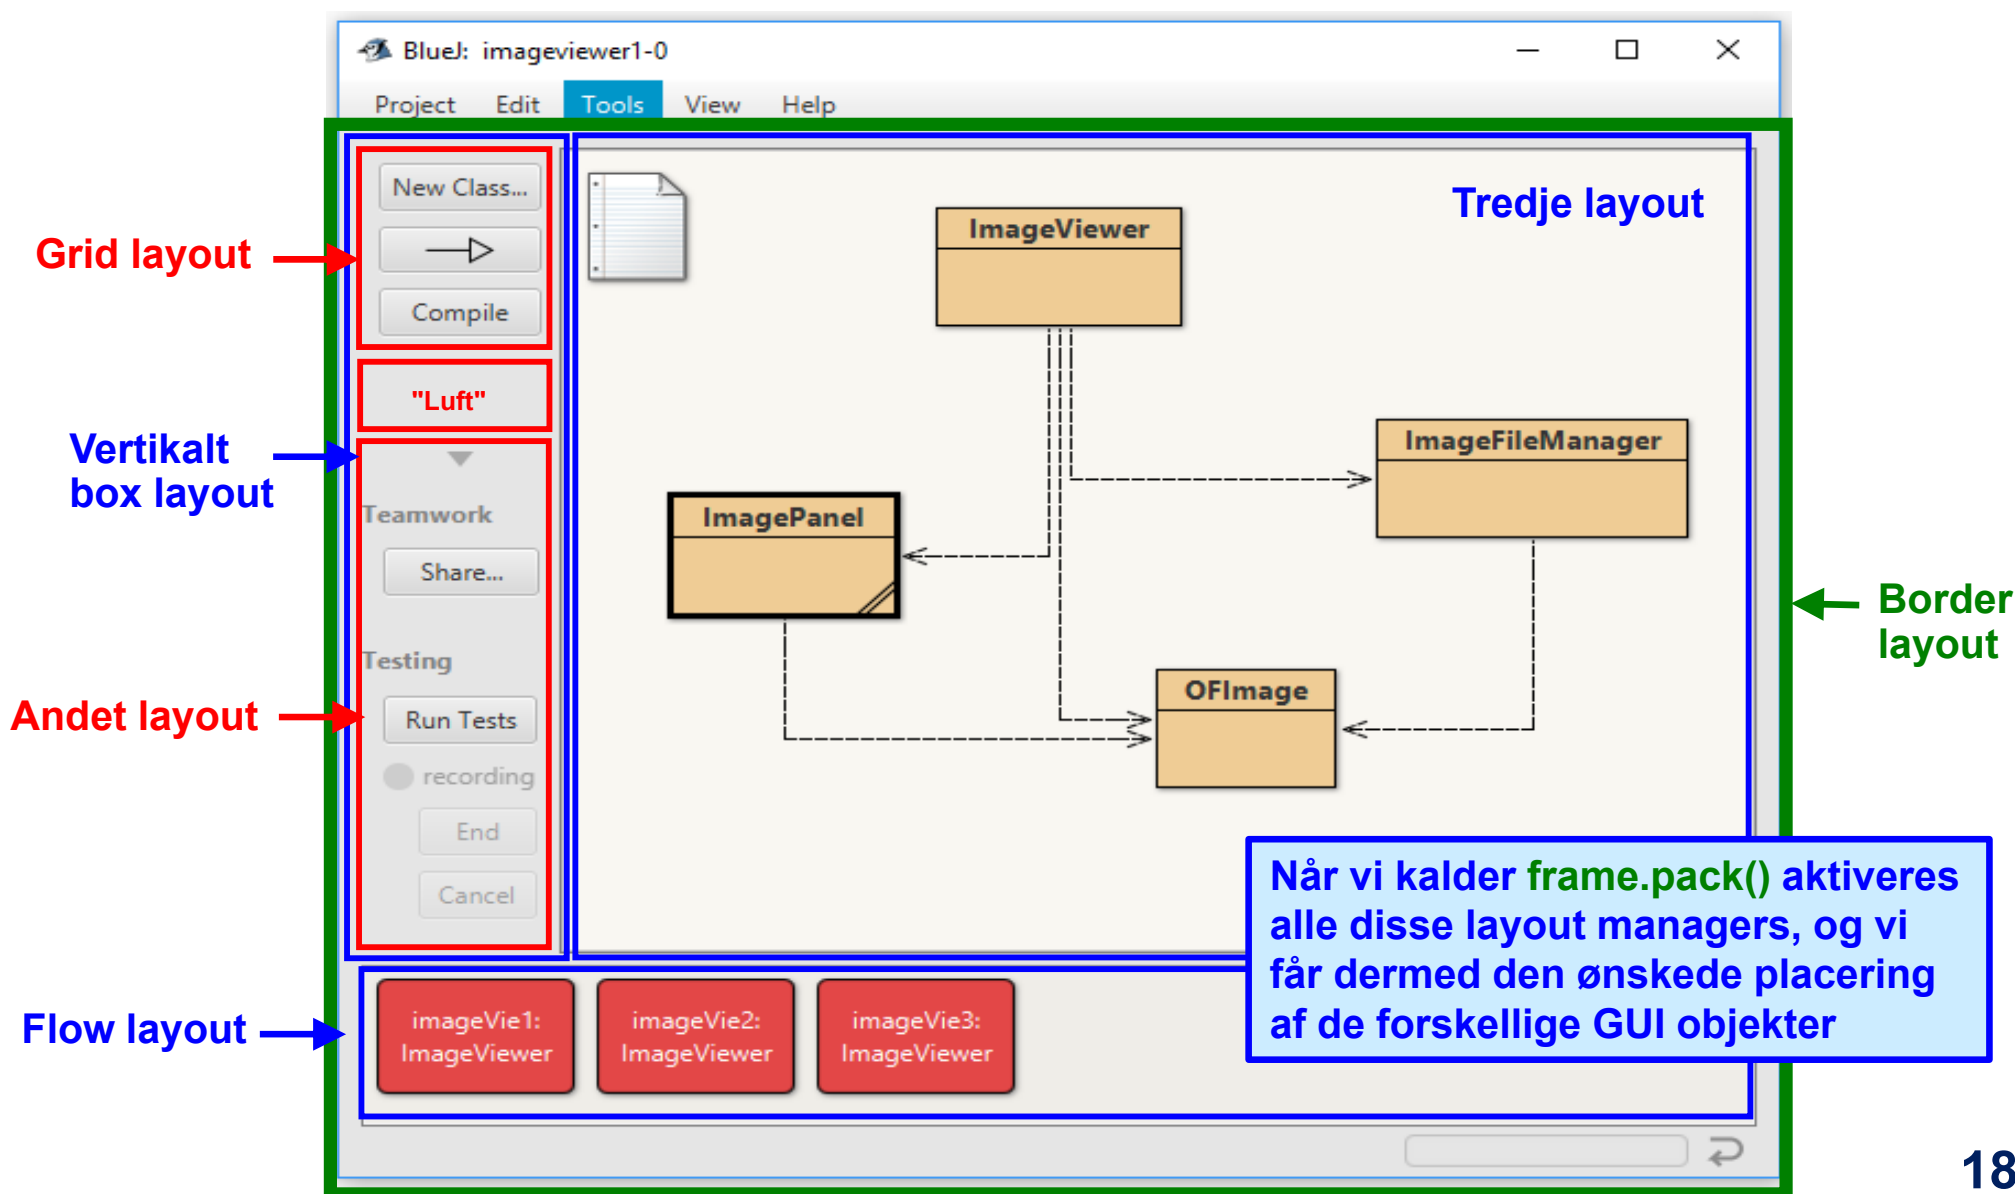 BlueJ: imageviewer1-0
Project Edit Tools View Help
New Class...
Compile
Grid layout
"Luft"
Vertikalt
box layout
Teamwork
Share...
Testing
Andet layout
Run Tests
recording
End
Cancel
Tredje layout
ImageViewer
ImageFileManager
ImagePanel
OFImage
Border
layout
Når vi kalder frame.pack() aktiveres
alle disse layout managers, og vi
får dermed den ønskede placering
af de forskellige GUI objekter
Flow layout
imageVie1:
ImageViewer
imageVie2:
ImageViewer
imageVie3:
ImageViewer
18